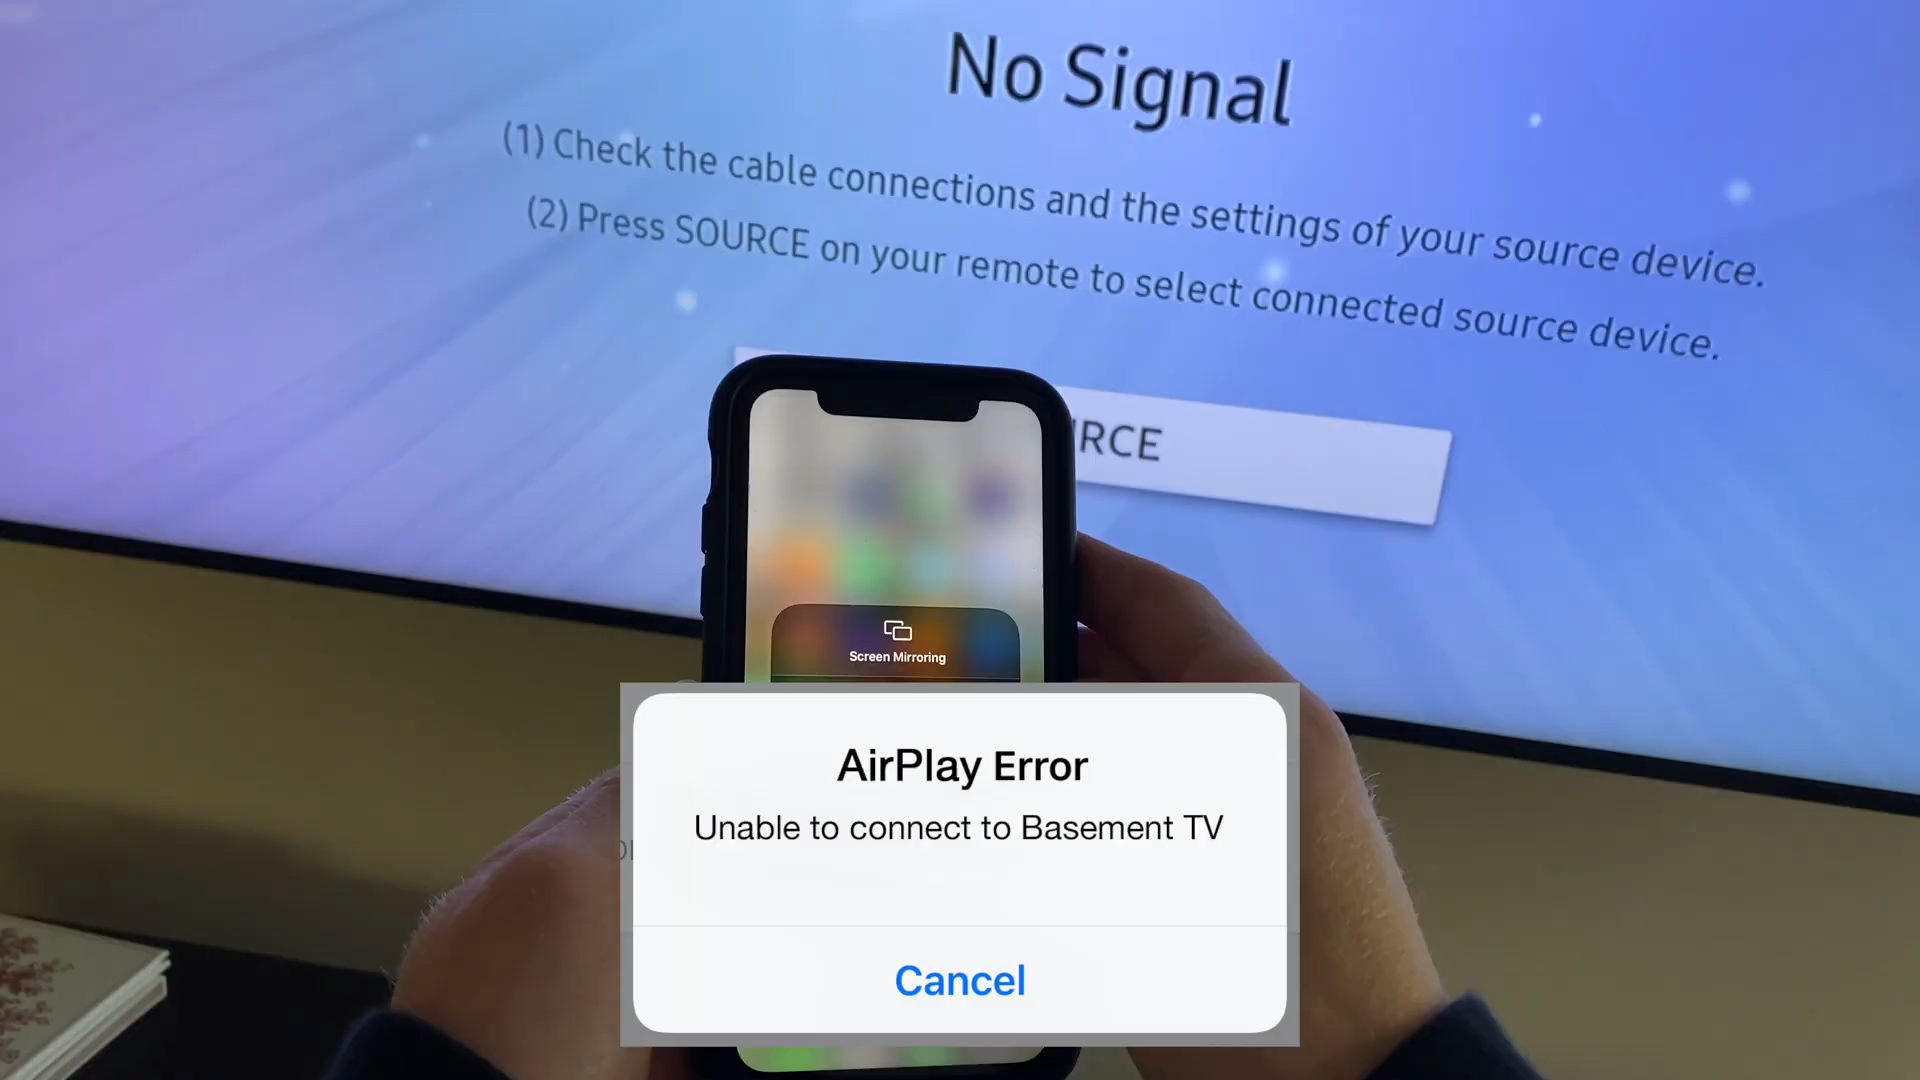 No Signal
(1) Check the cable connections and the settings of your source device.
(2) Press SOURCE on your remote to select connected source device.
RCE
Screen Mirroring
AirPlay Error
Unable to connect to Basement TV
Cancel